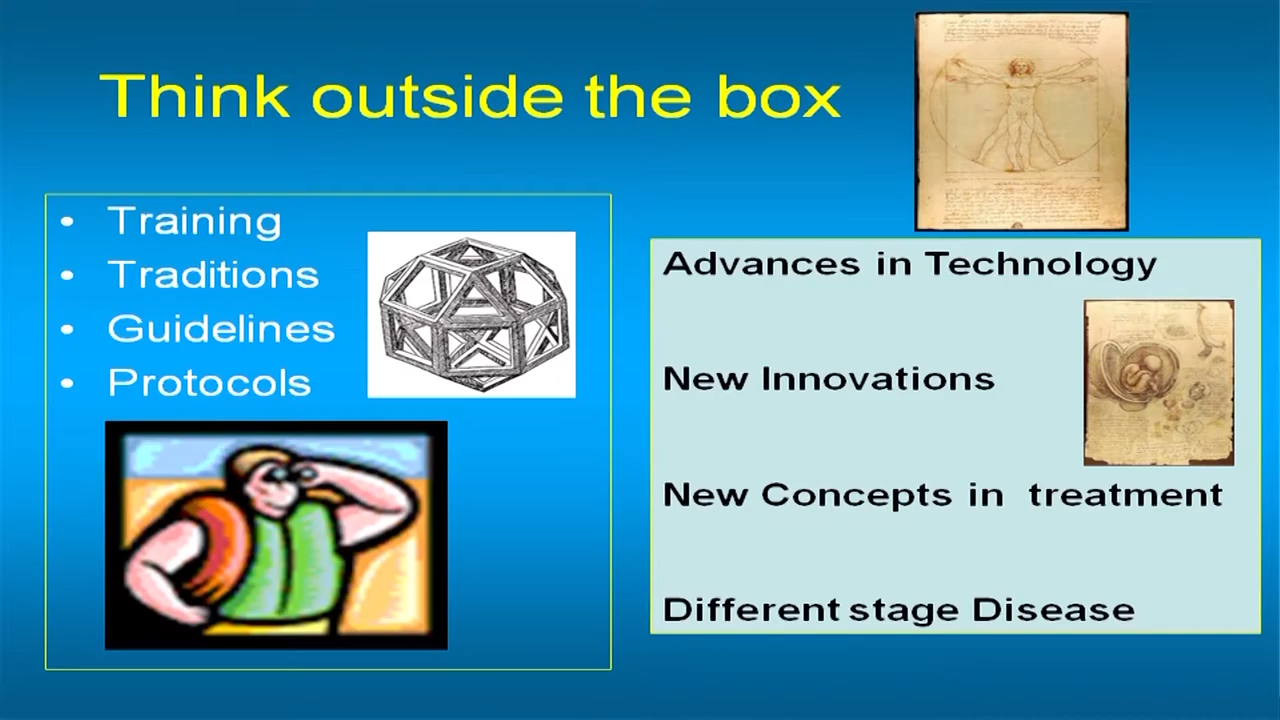 Think outside the box
• Training
• Traditions
• Guidelines
• Protocols
Advances in Technology
New Innovations
New Concepts in treatment
Different stage Disease